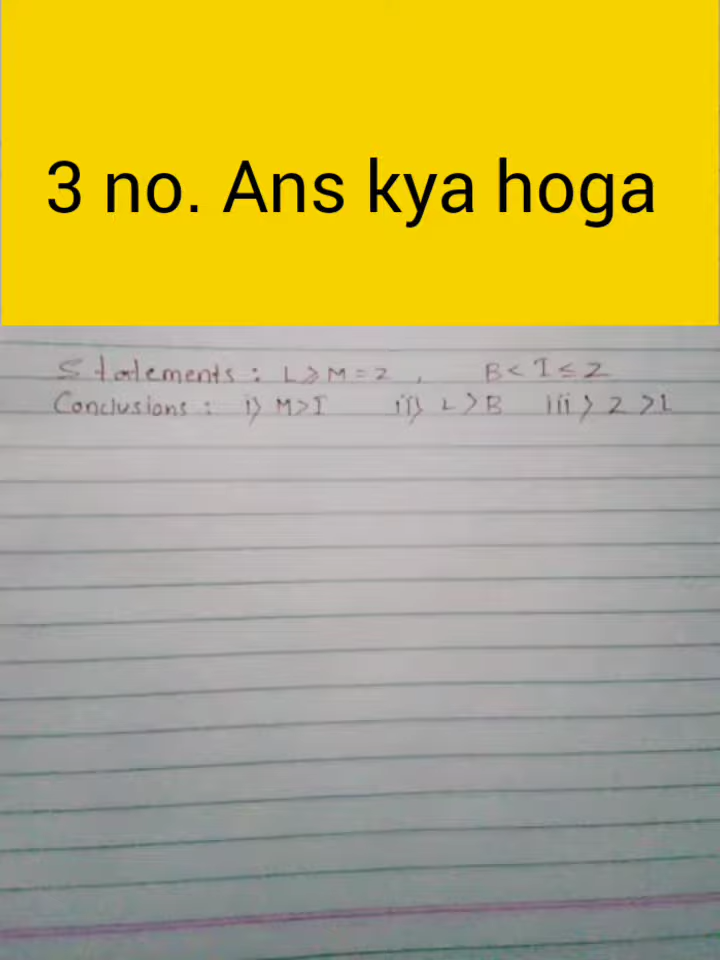 3 no. Ans kya hoga
Statements : L ≥ M = Z , B < I ≤ Z
Conclusions : i) M > I ii) L > B iii) Z > L